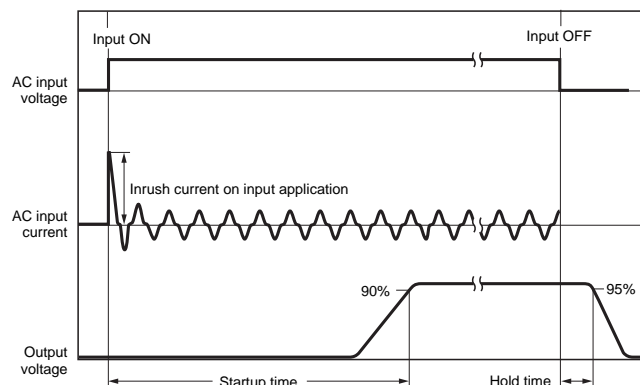 Input ON
Input OFF
AC input
voltage
Inrush current on input application
AC input
current
90%
95%
Output
voltage
Startup time
Hold time